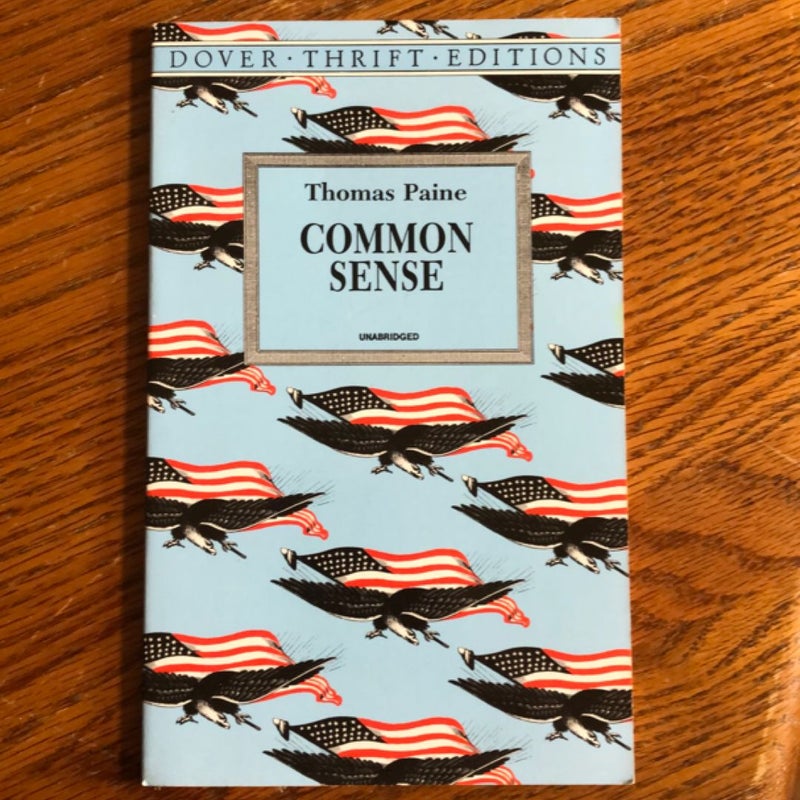 DOVER · THRIFT · EDITIONS
Thomas Paine
COMMON
SENSE
UNABRIDGED